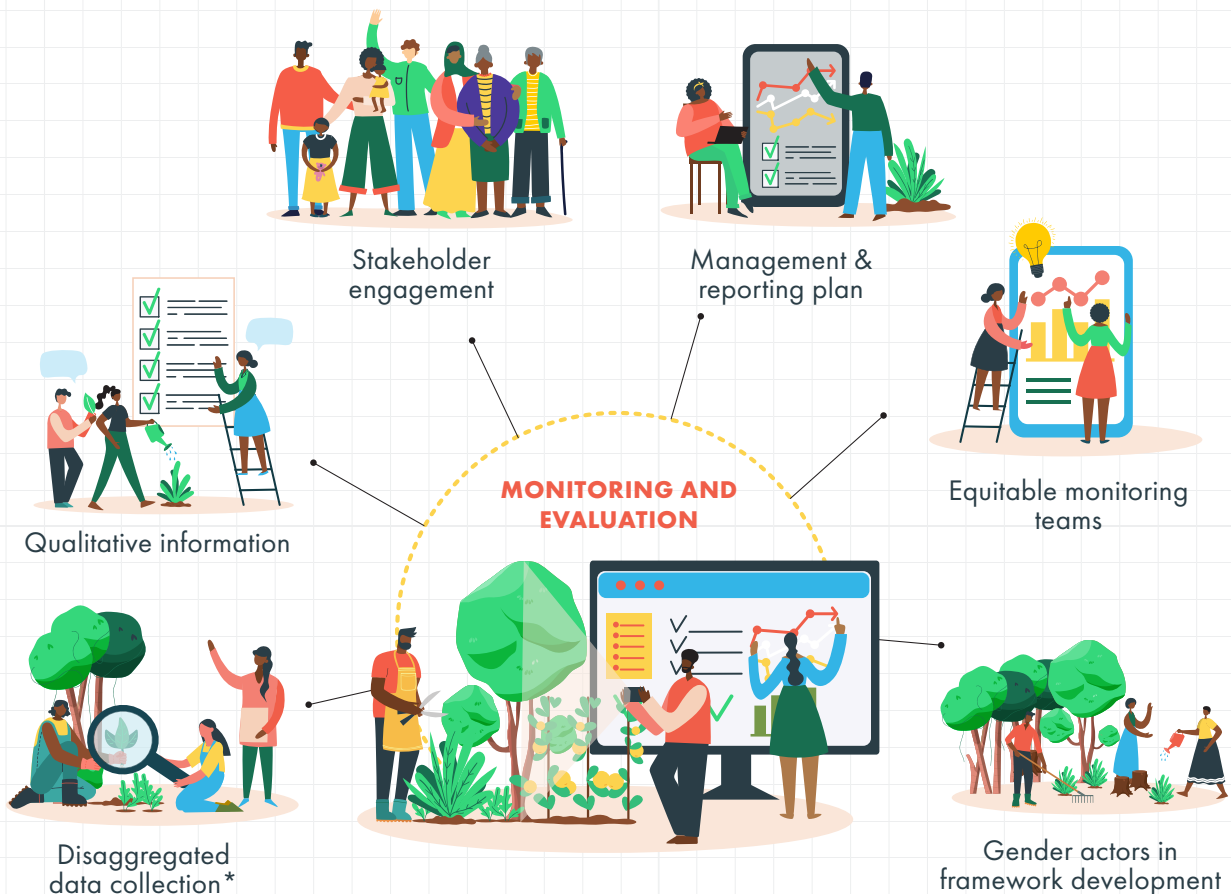 Stakeholder
engagement
Management &
reporting plan
Equitable monitoring
teams
Qualitative information
MONITORING AND
EVALUATION
Disaggregated
data collection*
Gender actors in
framework development